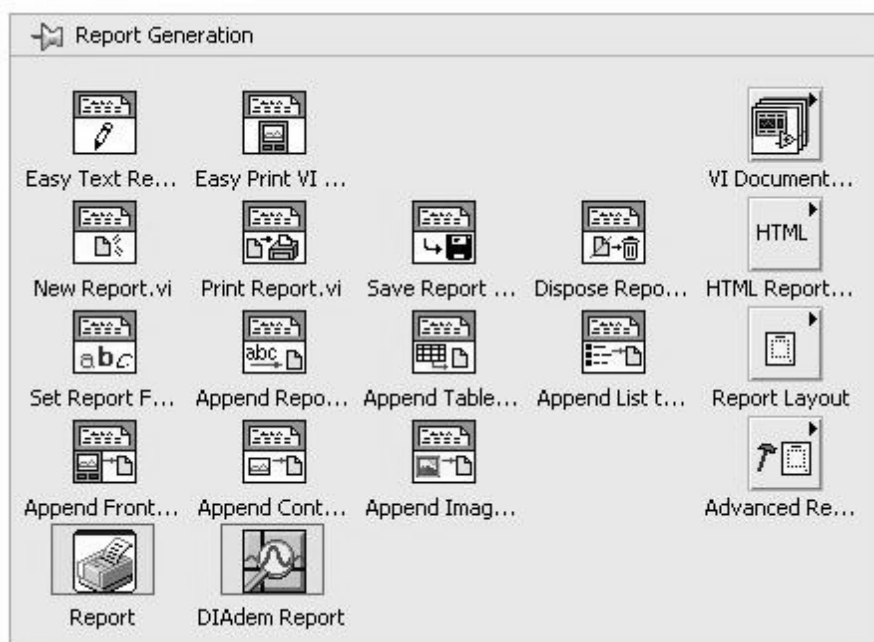 Report Generation
Easy Text Re... Easy Print VI ... VI Document...
HTML
New Report.vi Print Report.vi Save Report ... Dispose Repo... HTML Report...
abc
abc
Set Report F... Append Repo... Append Table... Append List t... Report Layout
Append Front... Append Cont... Append Imag... Advanced Re...
Report DIAdem Report